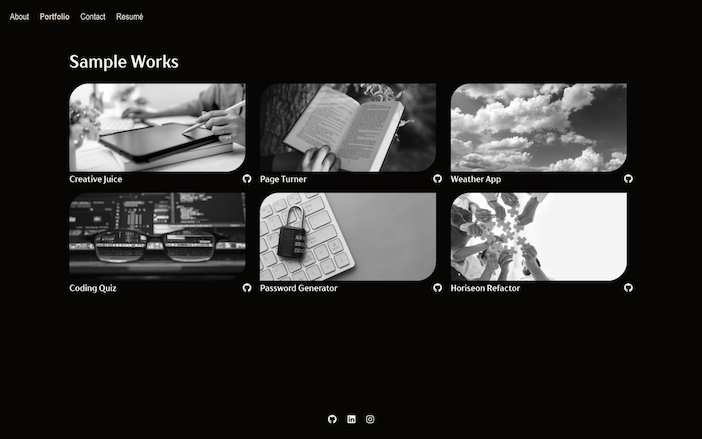 About Portfolio Contact Resumé
Sample Works
Creative Juice
Page Turner
Weather App
Coding Quiz
Password Generator
Horiseon Refactor